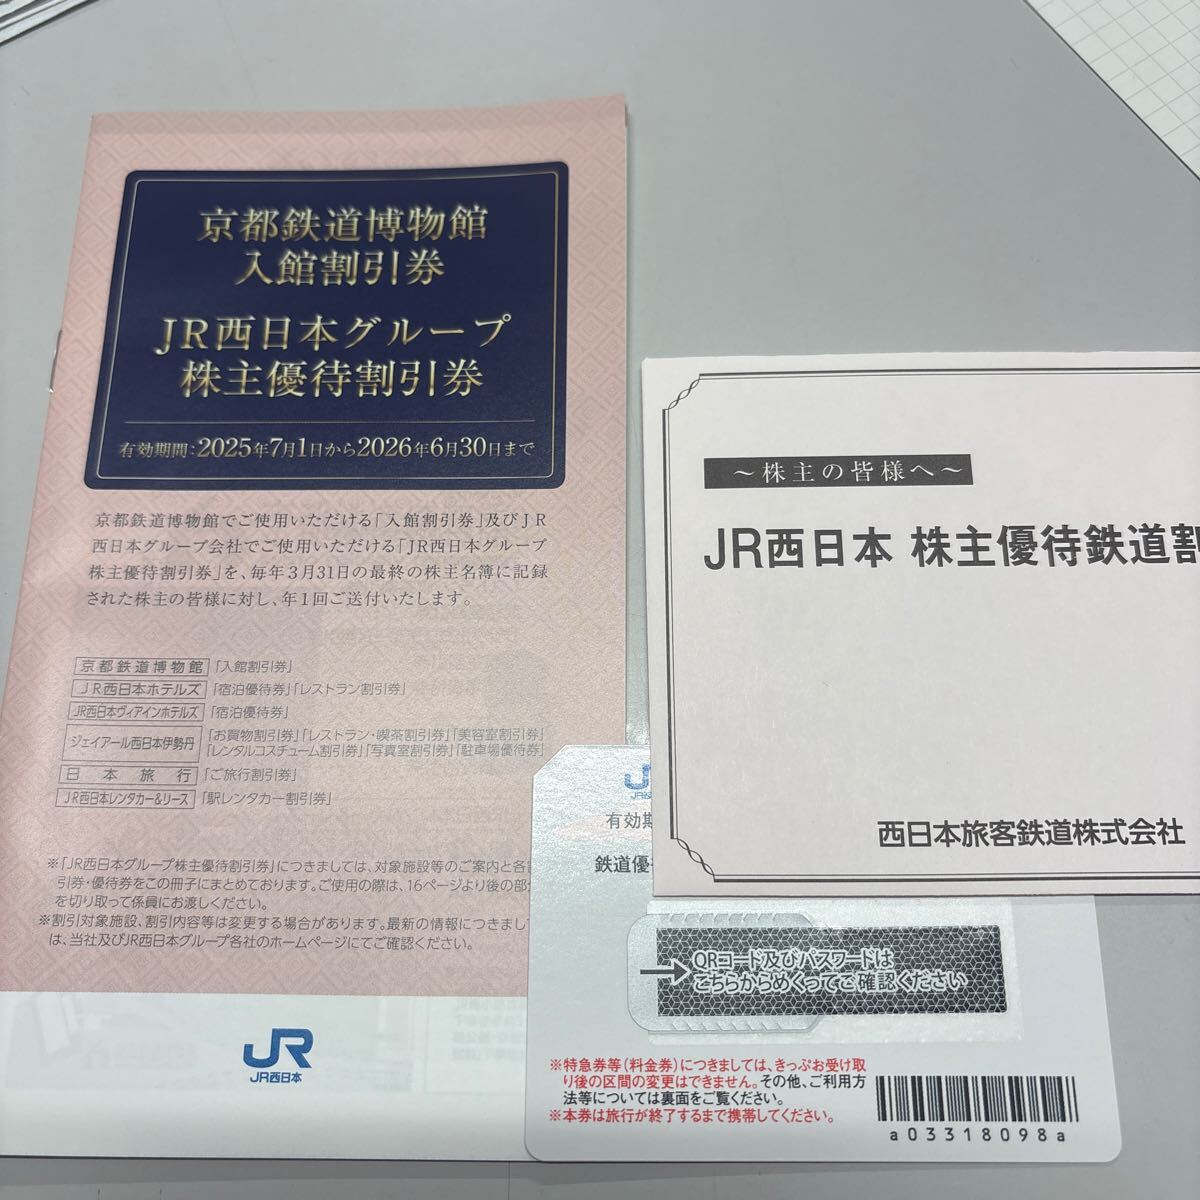 京都鉄道博物館
入館割引券
JR西日本グループ
株主優待割引券
有効期間:2025年7月1日から2026年6月30日まで
京都鉄道博物館でご使用いただける「入館割引券」及びJR
西日本グループ会社でご使用いただける「JR西日本グループ
株主優待割引券」を、毎年3月31日の最終の株主名簿に記録
された株主の皆様に対し、年1回ご送付いたします。
京都鉄道博物館 「入館割引券」
JR西日本ホテルズ 「宿泊優待券」「レストラン割引券」
JR西日本ヴィアインホテルズ 「宿泊優待券」
ジェイアール西日本伊勢丹 「お買物割引券」「レストラン・喫茶割引券」「美容室割引券」
「レンタルコスチューム割引券」「写真室割引券」「駐車場優待券」
日本旅行 「ご旅行割引券」
JR西日本レンタカー&リース 「駅レンタカー割引券」
※「JR西日本グループ株主優待割引券」につきましては、対象施設等のご案内と各
引券・優待券をこの冊子にまとめております。ご使用の際は、16ページより後の部
を切り取って係員にお渡しください。
※割引対象施設、割引内容等は変更する場合があります。最新の情報につきまし
は、当社及びJR西日本グループ各社のホームページにてご確認ください。
JR
JR西日本
~株主の皆様へ~
JR西日本 株主優待鉄道割
西日本旅客鉄道株式会社
有効期
鉄道優
QRコード及びパスワードは
こちらからめくってご確認ください
※特急券等(料金券)につきましては、きっぷお受け取
り後の区間の変更はできません。その他、ご利用方
法等については裏面をご覧ください。
※本券は旅行が終了するまで携帯してください。
a03318098a